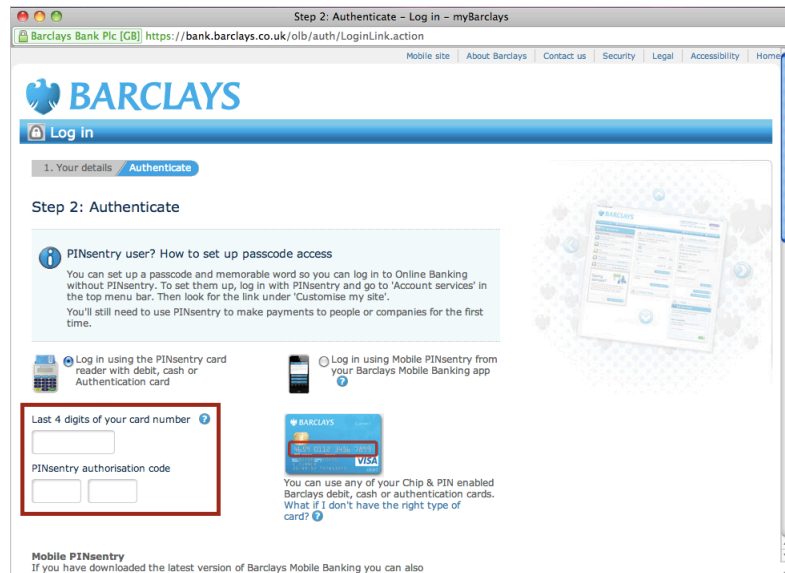 Step 2: Authenticate – Log in – myBarclays
Barclays Bank Plc [GB] https://bank.barclays.co.uk/olb/auth/LoginLink.action
Mobile site About Barclays Contact us Security Legal Accessibility Home
BARCLAYS
Log in
1. Your details Authenticate
Step 2: Authenticate
PINsentry user? How to set up passcode access
You can set up a passcode and memorable word so you can log in to Online Banking
without PINsentry. To set them up, log in with PINsentry and go to 'Account services' in
the top menu bar. Then look for the link under 'Customise my site'.
You'll still need to use PINsentry to make payments to people or companies for the first
time.
Log in using the PINsentry card
reader with debit, cash or
Authentication card
Log in using Mobile PINsentry from
your Barclays Mobile Banking app
Last 4 digits of your card number
PINsentry authorisation code
BARCLAYS
VISA
You can use any of your Chip & PIN enabled
Barclays debit, cash or authentication cards.
What if I don't have the right type of
card?
Mobile PINsentry
If you have downloaded the latest version of Barclays Mobile Banking you can also
BARCLAYS